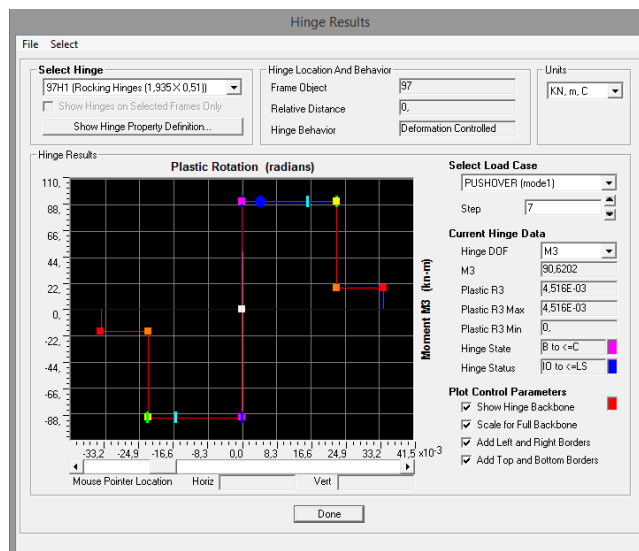 Hinge Results
File Select
Select Hinge
97H1 (Rocking Hinges (1,935×0,51))
Show Hinges on Selected Frames Only
Show Hinge Property Definition...
Hinge Location And Behavior
Frame Object 97
Relative Distance 0,
Hinge Behavior Deformation Controlled
Units
KN, m, C
Hinge Results
Plastic Rotation (radians)
110,
88,
66,
44,
22,
0,
-22,
-44,
-66,
-88,
Moment M3 (kn-m)
-33,2 -24,9 -16,6 -8,3 0,0 8,3 16,6 24,9 33,2 41,5 x10⁻³
Mouse Pointer Location Horiz Vert
Select Load Case
PUSHOVER (mode1)
Step 7
Current Hinge Data
Hinge DOF M3
M3 90,6202
Plastic R3 4,516E-03
Plastic R3 Max 4,516E-03
Plastic R3 Min 0,
Hinge State B to <=C
Hinge Status IO to <=LS
Plot Control Parameters
Show Hinge Backbone
Scale for Full Backbone
Add Left and Right Borders
Add Top and Bottom Borders
Done